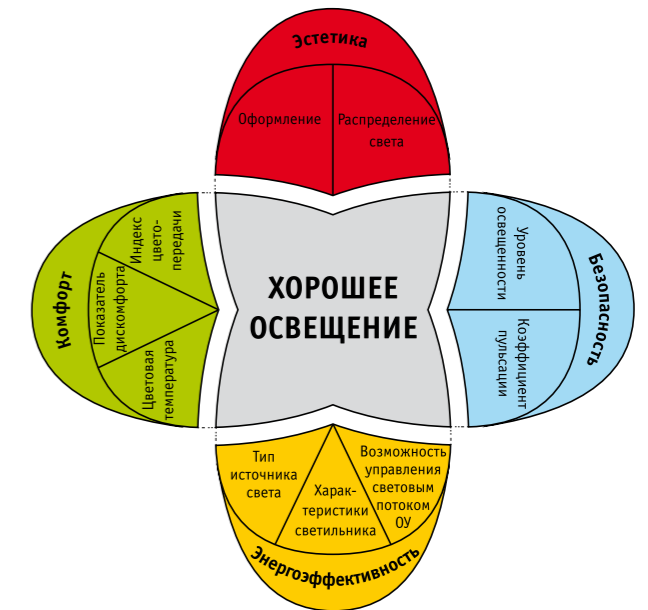 Эстетика
Оформление
Распределение
света
Комфорт
Индекс
цвето-
передачи
Показатель
дискомфорта
Цветовая
температура
ХОРОШЕЕ
ОСВЕЩЕНИЕ
Уровень
освещенности
Коэффициент
пульсации
Безопасность
Тип
источника
света
Харак-
теристики
светильника
Возможность
управления
световым
потоком
ОУ
Энергоэффективность